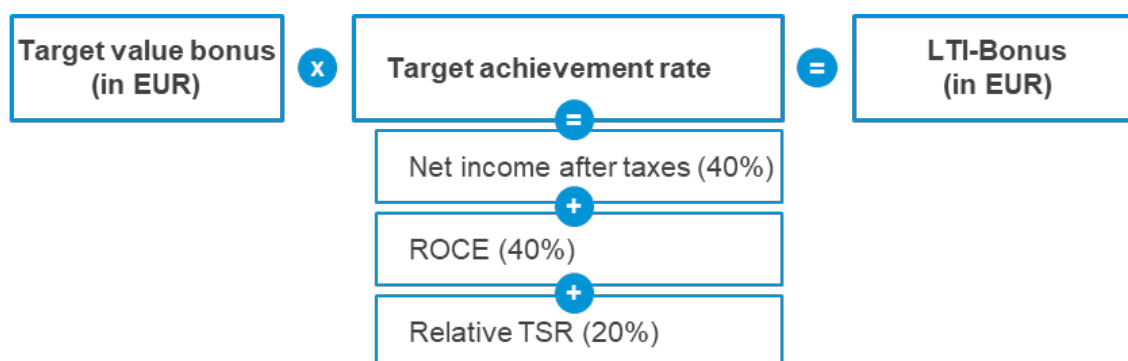 Target value bonus
(in EUR)
x
Target achievement rate
=
LTI-Bonus
(in EUR)
=
Net income after taxes (40%)
+
ROCE (40%)
+
Relative TSR (20%)